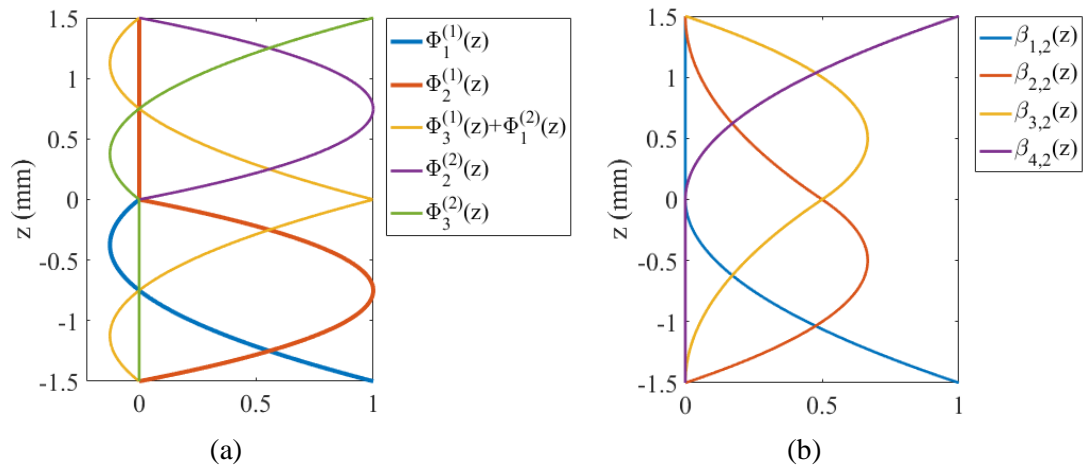 1.5
1
0.5
0
-0.5
-1
-1.5
z (mm)
0 0.5 1
Φ₁⁽¹⁾(z)
Φ₂⁽¹⁾(z)
Φ₃⁽¹⁾(z)+Φ₁⁽²⁾(z)
Φ₂⁽²⁾(z)
Φ₃⁽²⁾(z)
(a)
1.5
1
0.5
0
-0.5
-1
-1.5
z (mm)
0 0.5 1
β₁,₂(z)
β₂,₂(z)
β₃,₂(z)
β₄,₂(z)
(b)